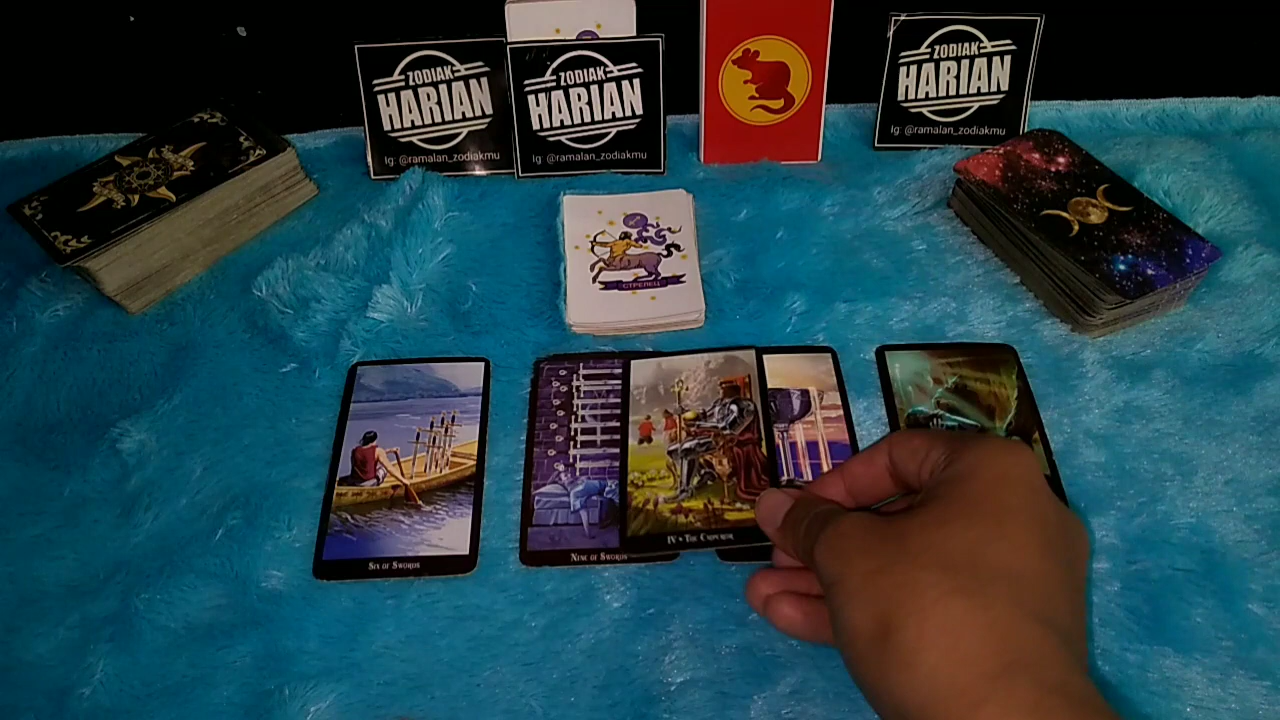 ZODIAK
HARIAN
Ig: @ramalan_zodiakmu
ZODIAK
HARIAN
Ig: @ramalan_zodiakmu
ZODIAK
HARIAN
Ig: @ramalan_zodiakmu
СТРЕЛЕЦ
SIX OF SWORDS
NINE OF SWORDS
IV • THE EMPEROR